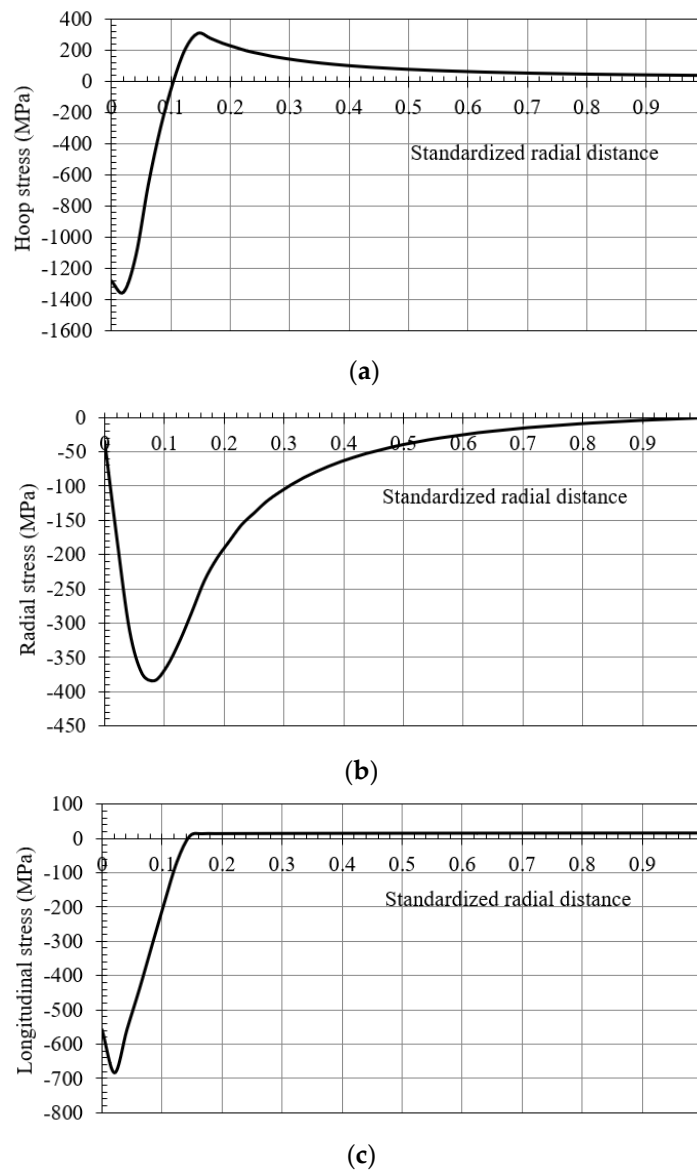 400
200
0
-200
-400
-600
-800
-1000
-1200
-1400
-1600
0 0.1 0.2 0.3 0.4 0.5 0.6 0.7 0.8 0.9
Hoop stress (MPa)
Standardized radial distance
(a)
0
-50
-100
-150
-200
-250
-300
-350
-400
-450
0 0.1 0.2 0.3 0.4 0.5 0.6 0.7 0.8 0.9
Radial stress (MPa)
Standardized radial distance
(b)
100
0
-100
-200
-300
-400
-500
-600
-700
-800
0 0.1 0.2 0.3 0.4 0.5 0.6 0.7 0.8 0.9
Longitudinal stress (MPa)
Standardized radial distance
(c)